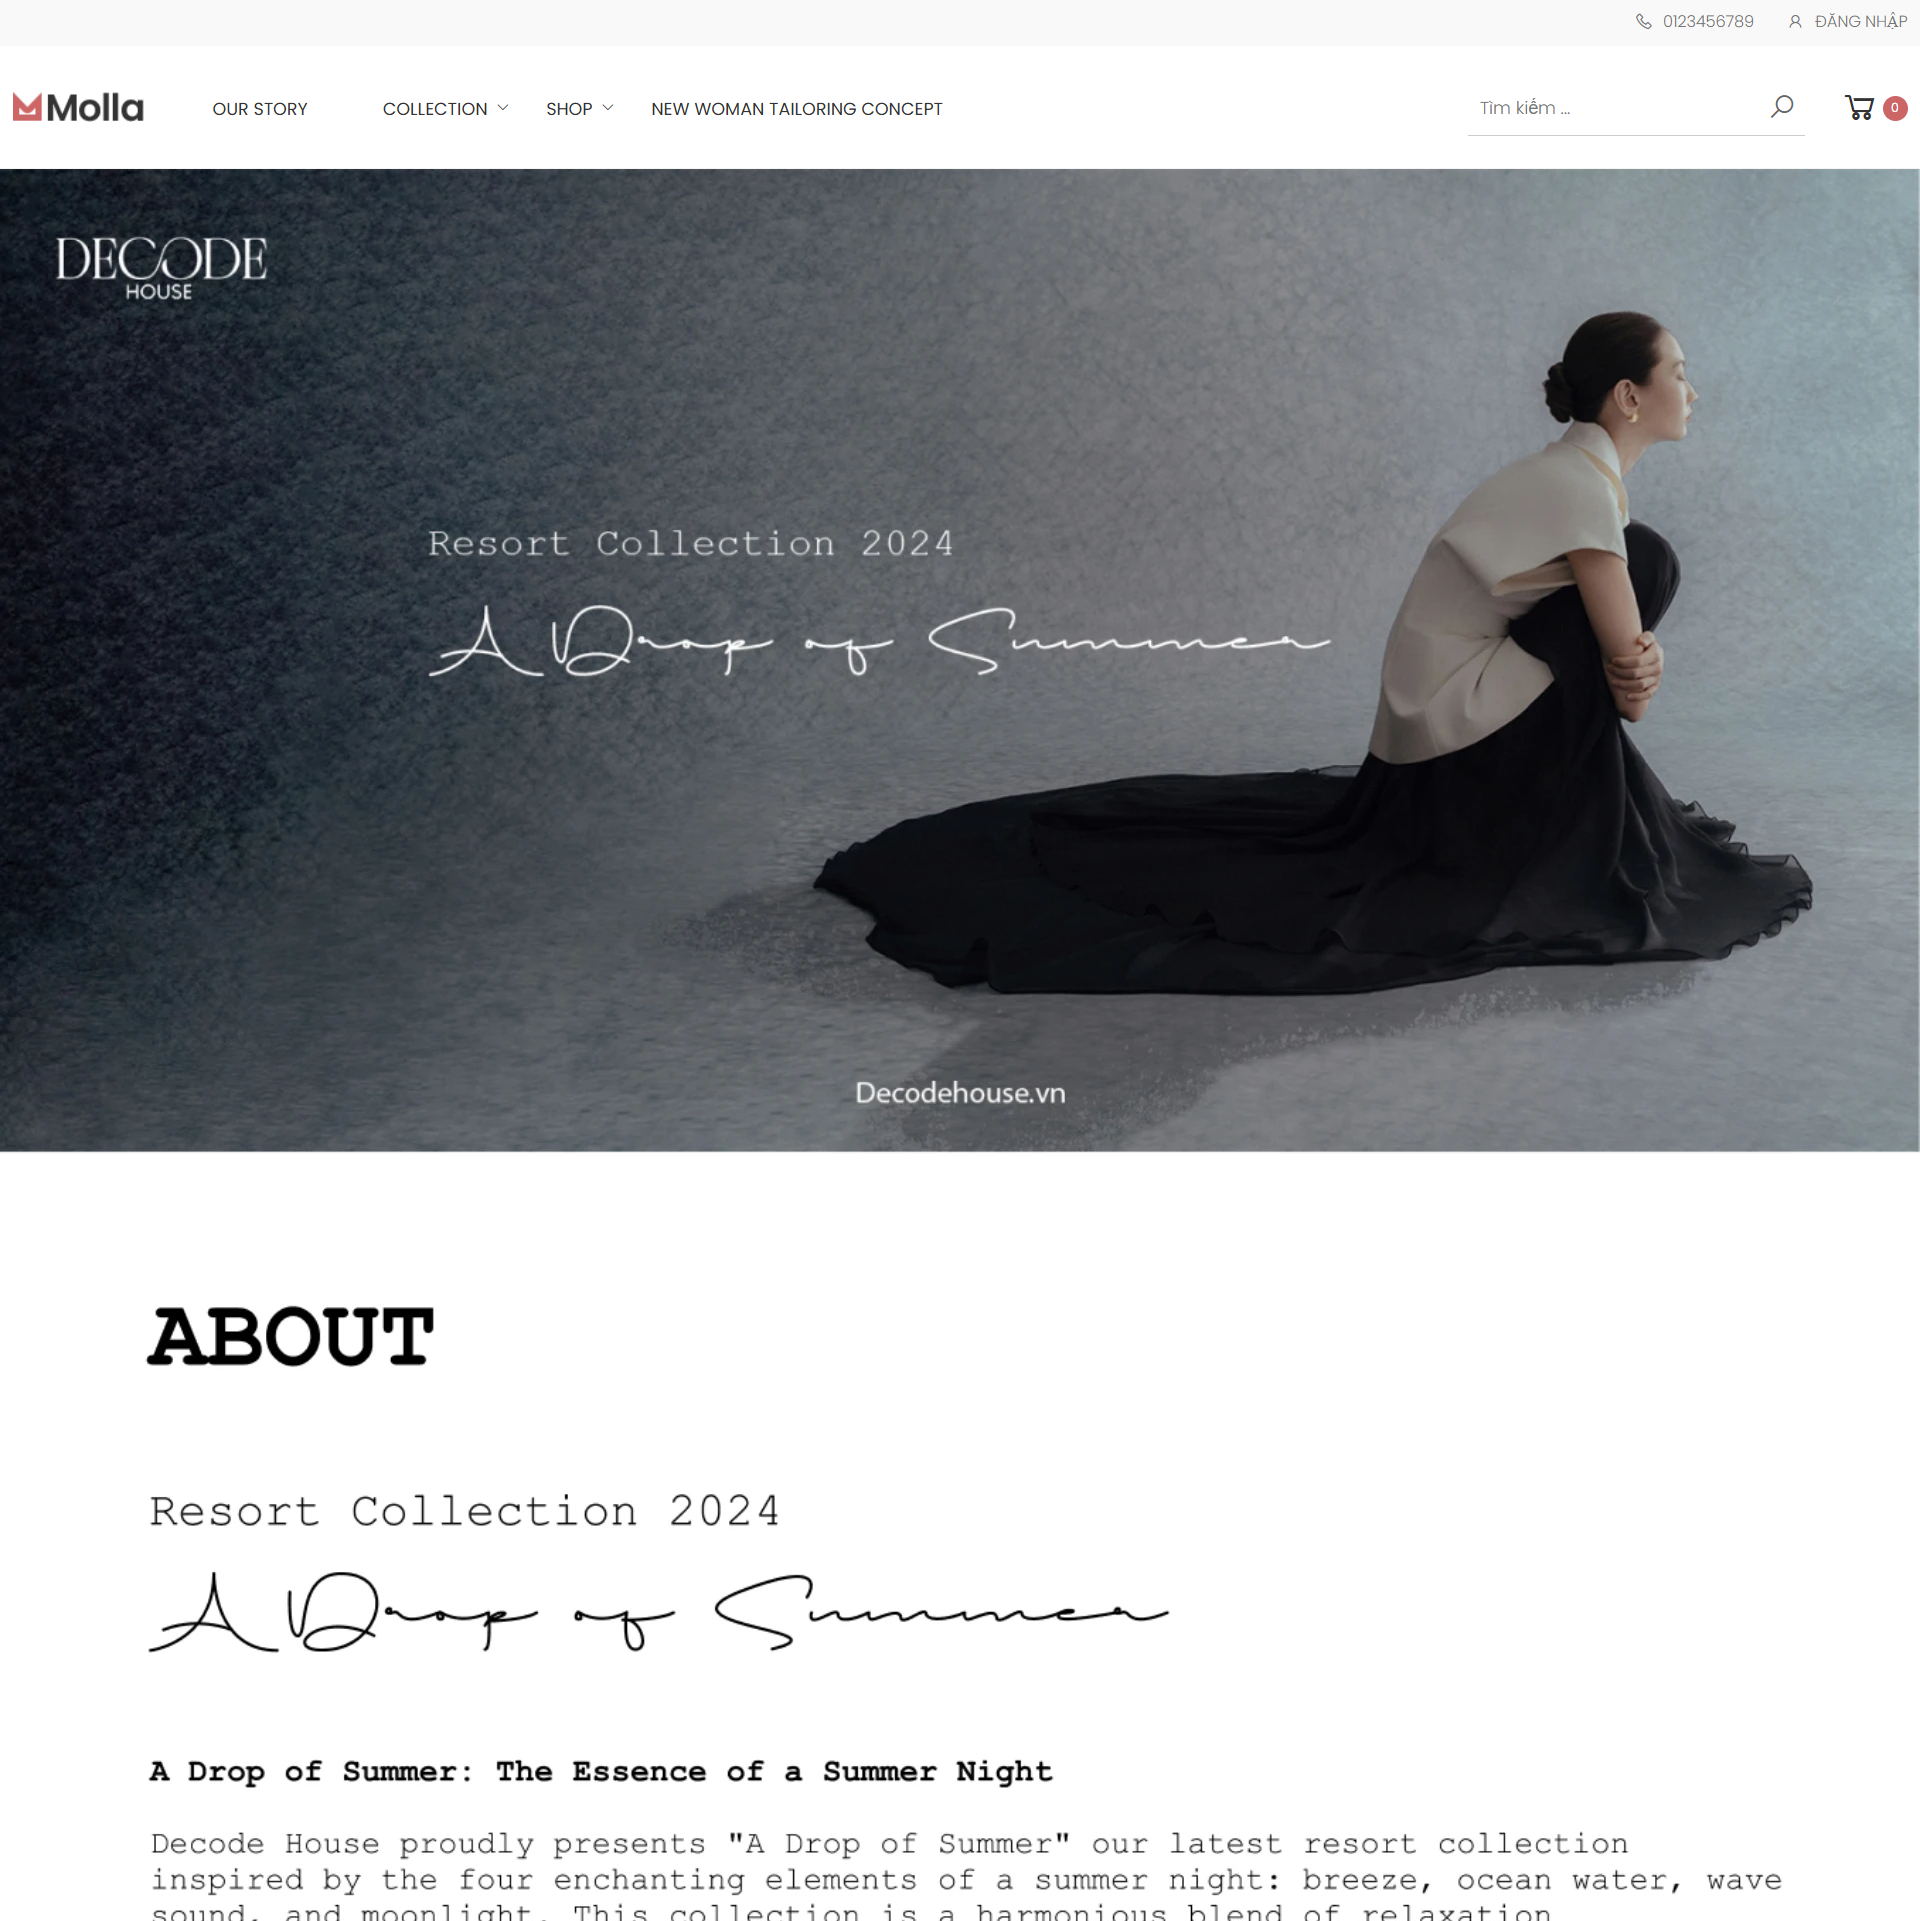 0123456789 ĐĂNG NHẬP
Molla OUR STORY COLLECTION SHOP NEW WOMAN TAILORING CONCEPT Tìm kiếm ... 0
DECODE
HOUSE
Resort Collection 2024
A Drop of Summer
Decodehouse.vn
ABOUT
Resort Collection 2024
A Drop of Summer
A Drop of Summer: The Essence of a Summer Night
Decode House proudly presents "A Drop of Summer" our latest resort collection
inspired by the four enchanting elements of a summer night: breeze, ocean water, wave
sound, and moonlight. This collection is a harmonious blend of relaxation